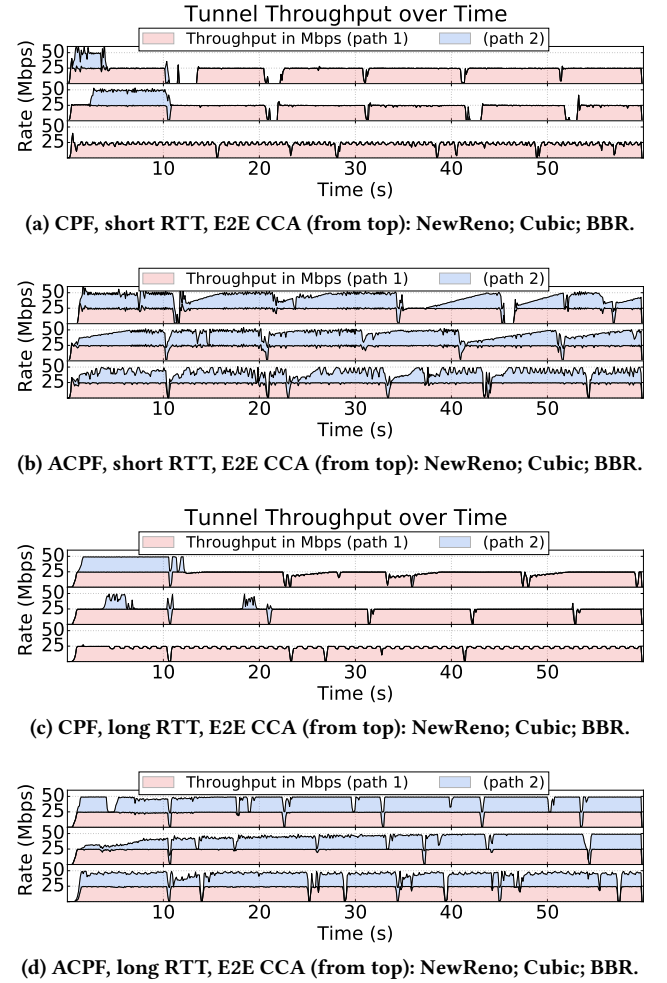 Tunnel Throughput over Time
Throughput in Mbps (path 1) (path 2)
Rate (Mbps)
50
25
50
25
50
25
10 20 30 40 50
Time (s)
(a) CPF, short RTT, E2E CCA (from top): NewReno; Cubic; BBR.
Throughput in Mbps (path 1) (path 2)
Rate (Mbps)
50
25
50
25
50
25
10 20 30 40 50
Time (s)
(b) ACPF, short RTT, E2E CCA (from top): NewReno; Cubic; BBR.
Tunnel Throughput over Time
Throughput in Mbps (path 1) (path 2)
Rate (Mbps)
50
25
50
25
50
25
10 20 30 40 50
Time (s)
(c) CPF, long RTT, E2E CCA (from top): NewReno; Cubic; BBR.
Throughput in Mbps (path 1) (path 2)
Rate (Mbps)
50
25
50
25
50
25
10 20 30 40 50
Time (s)
(d) ACPF, long RTT, E2E CCA (from top): NewReno; Cubic; BBR.